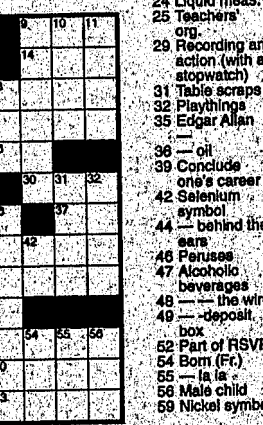 9 10 11
14
24 Liquid meas.
25 Teachers'
org.
29 Recording an
action (with a
stopwatch)
31 Table scraps
32 Playthings
35 Edgar Allan
—
36 — oil
39 Conclude
one's career
42 Selenium
symbol
44 — behind the
ears
46 Peruses
47 Alcoholic
beverages
48 — — the win
49 — -deposit
box
52 Part of RSVP
54 Born (Fr.)
55 — la la
56 Male child
59 Nickel symbo
30 31 32
37
42
54 55 56